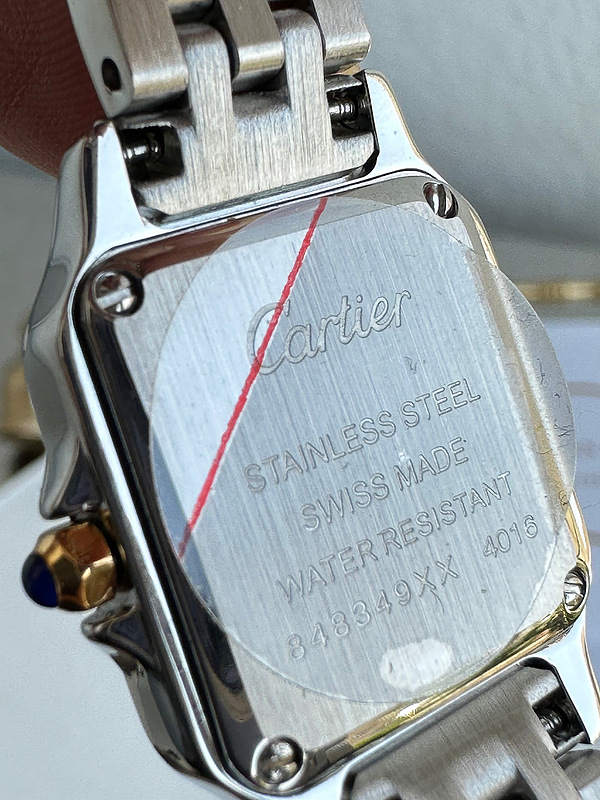 Cartier
STAINLESS STEEL
SWISS MADE
WATER RESISTANT
848349XX 4016